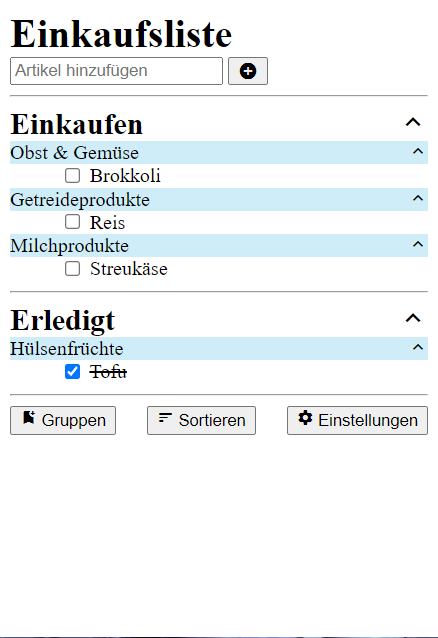 Einkaufsliste
Artikel hinzufügen
Einkaufen
Obst & Gemüse
Brokkoli
Getreideprodukte
Reis
Milchprodukte
Streukäse
Erledigt
Hülsenfrüchte
Tofu
Gruppen Sortieren Einstellungen